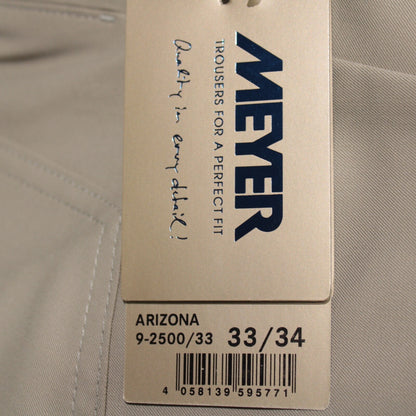 MEYER
TROUSERS FOR A PERFECT FIT
Quality in every detail!
ARIZONA
9-2500/33 33/34
4 058139 595771